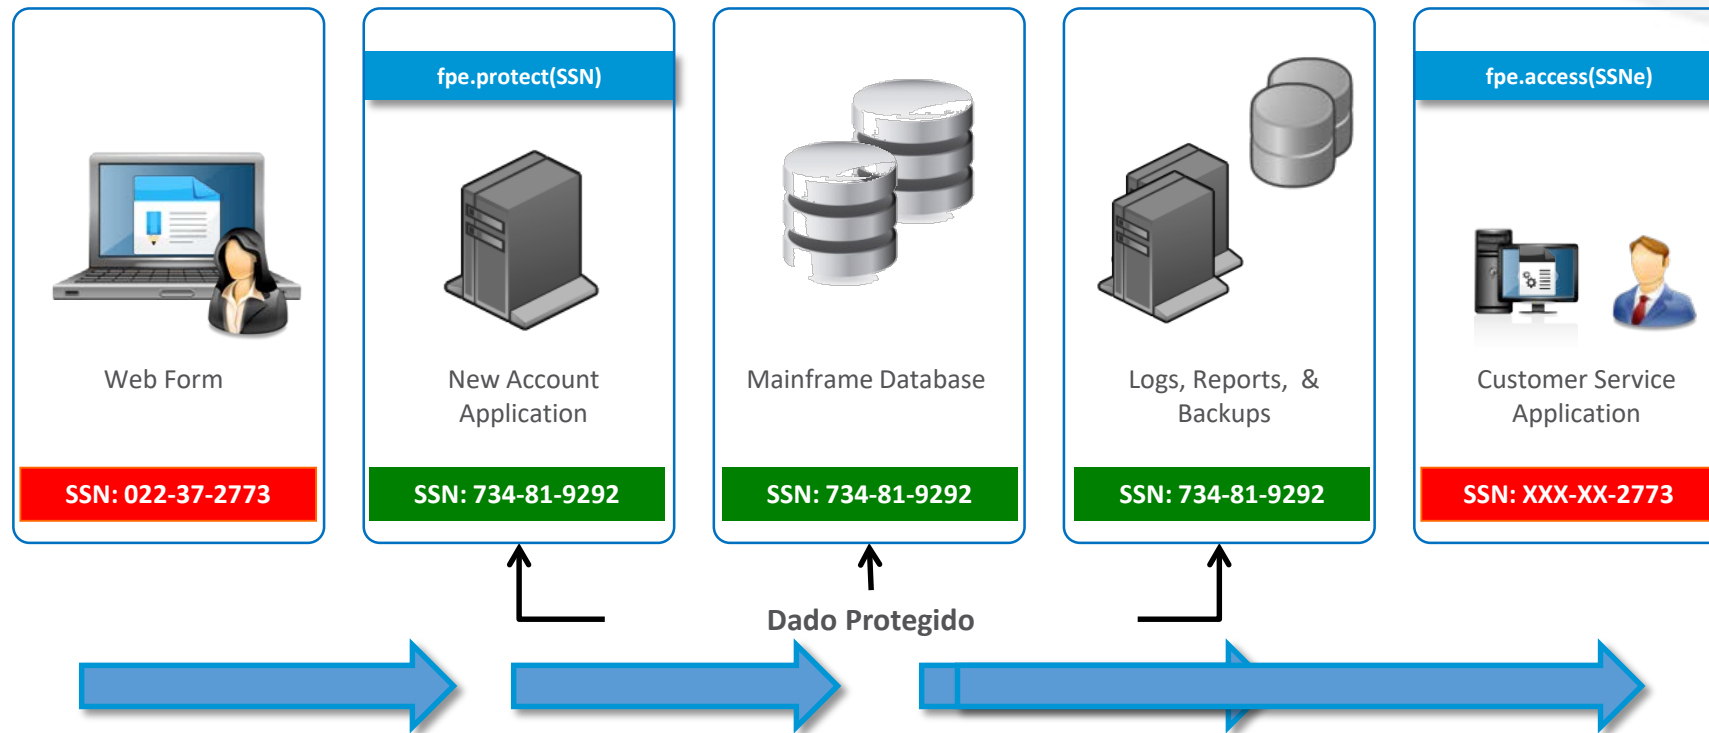 fpe.protect(SSN)
fpe.access(SSNe)
Web Form
New Account
Application
Mainframe Database
Logs, Reports, &
Backups
Customer Service
Application
SSN: 022-37-2773
SSN: 734-81-9292
SSN: 734-81-9292
SSN: 734-81-9292
SSN: XXX-XX-2773
Dado Protegido